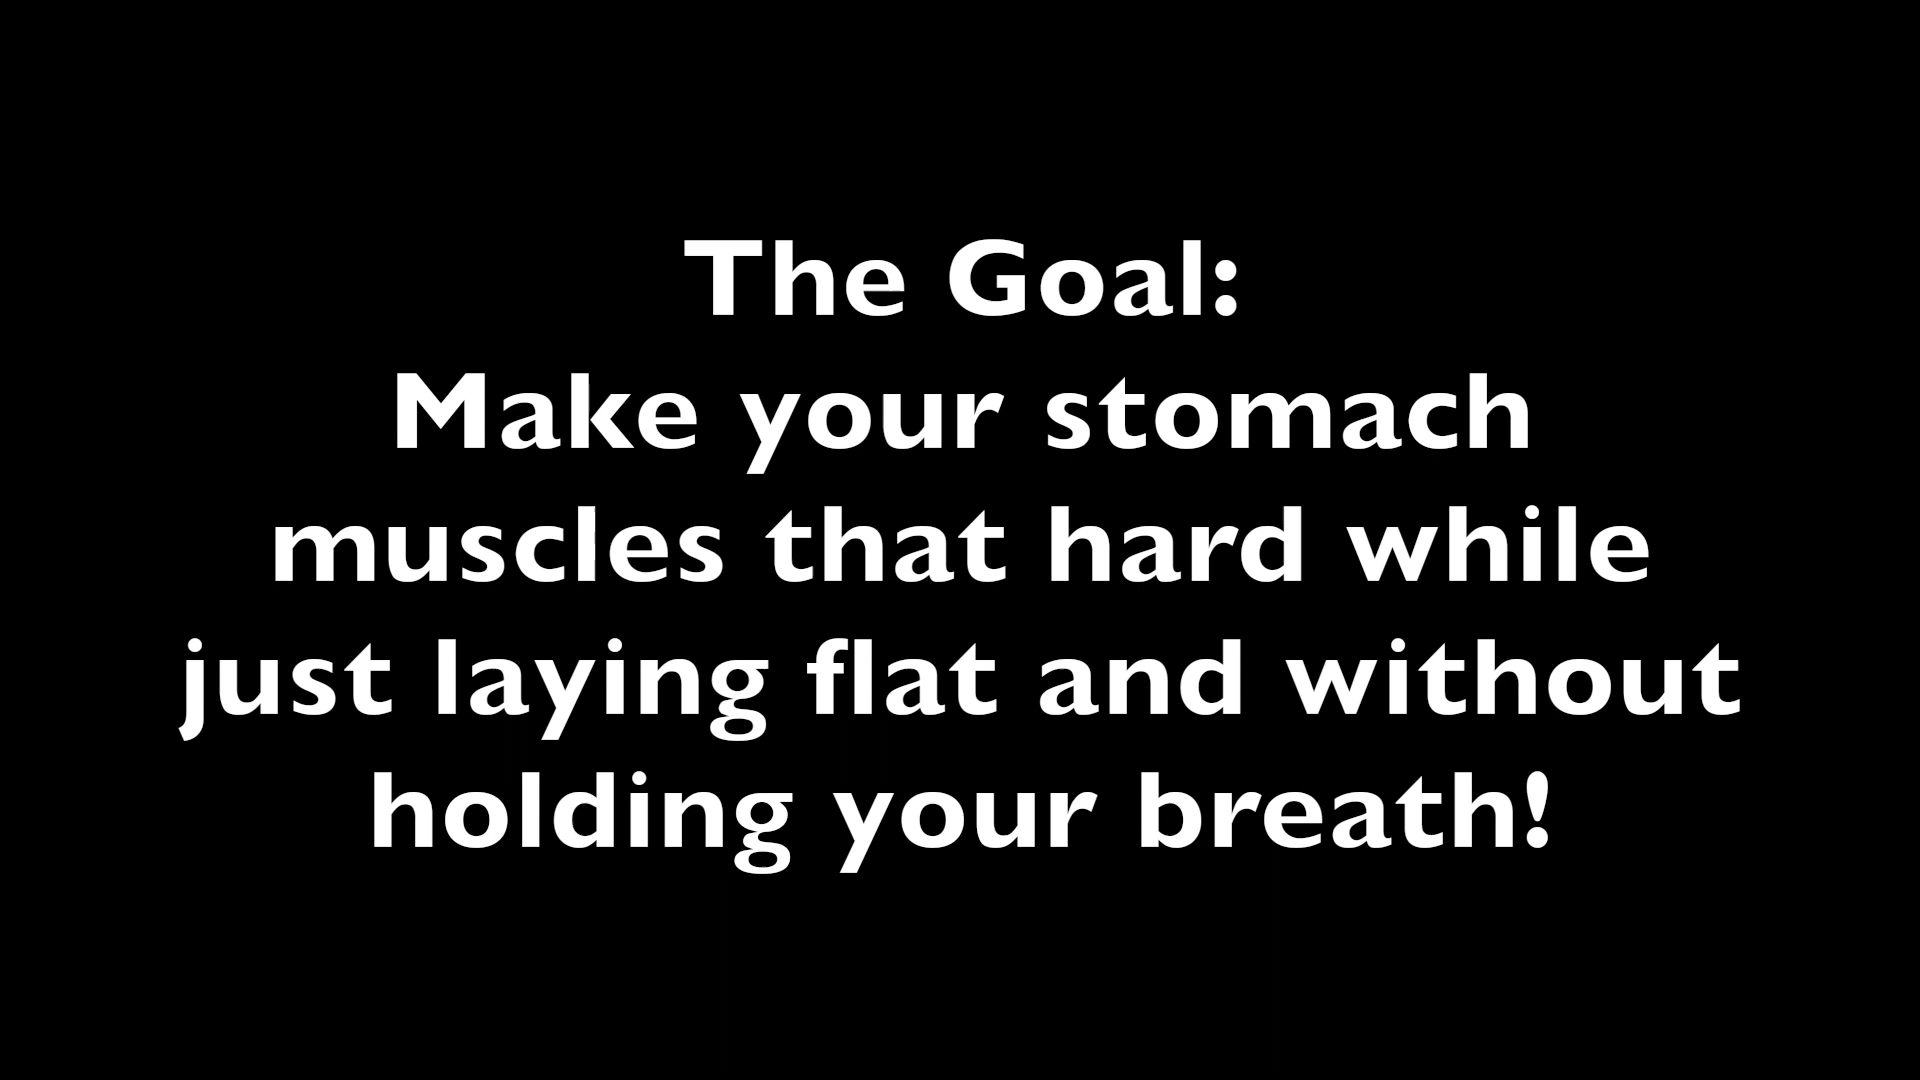 The Goal:
Make your stomach
muscles that hard while
just laying flat and without
holding your breath!